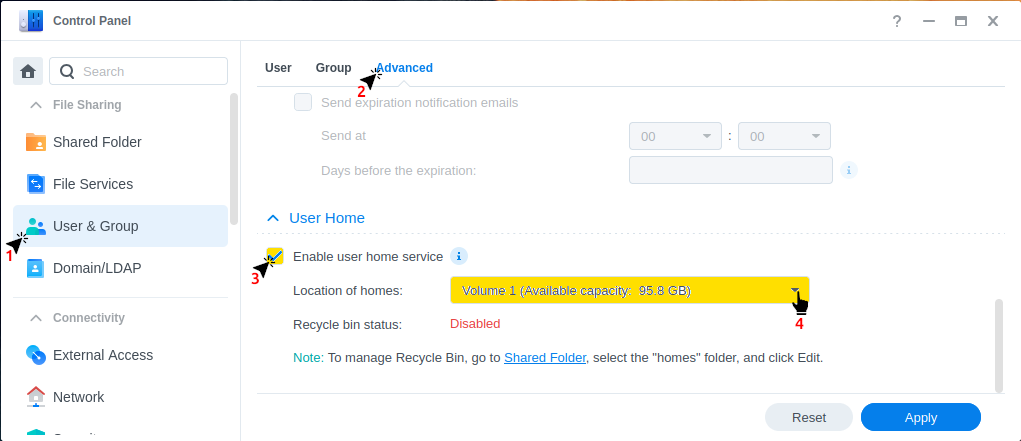 Control Panel
?
Search
File Sharing
Shared Folder
File Services
User & Group
1
Domain/LDAP
Connectivity
External Access
Network
User Group Advanced
2
Send expiration notification emails
Send at 00 : 00
Days before the expiration: i
User Home
3
Enable user home service i
Location of homes: Volume 1 (Available capacity: 95.8 GB)
4
Recycle bin status: Disabled
Note: To manage Recycle Bin, go to Shared Folder, select the "homes" folder, and click Edit.
Reset Apply